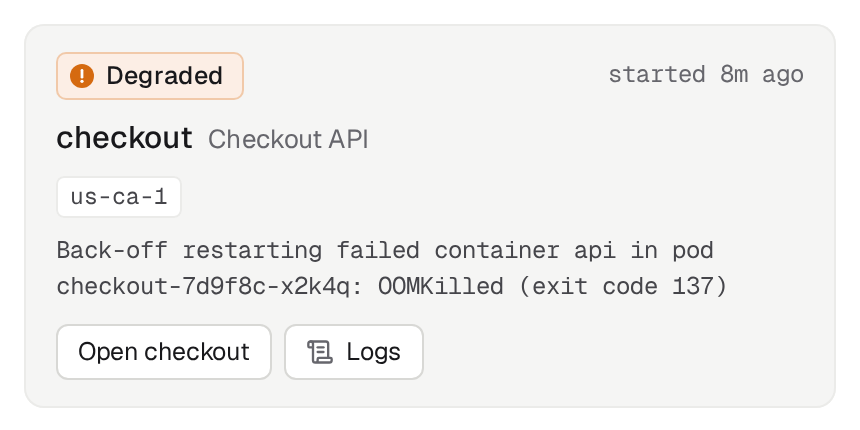 Degraded
started 8m ago
checkout Checkout API
us-ca-1
Back-off restarting failed container api in pod
checkout-7d9f8c-x2k4q: OOMKilled (exit code 137)
Open checkout
Logs